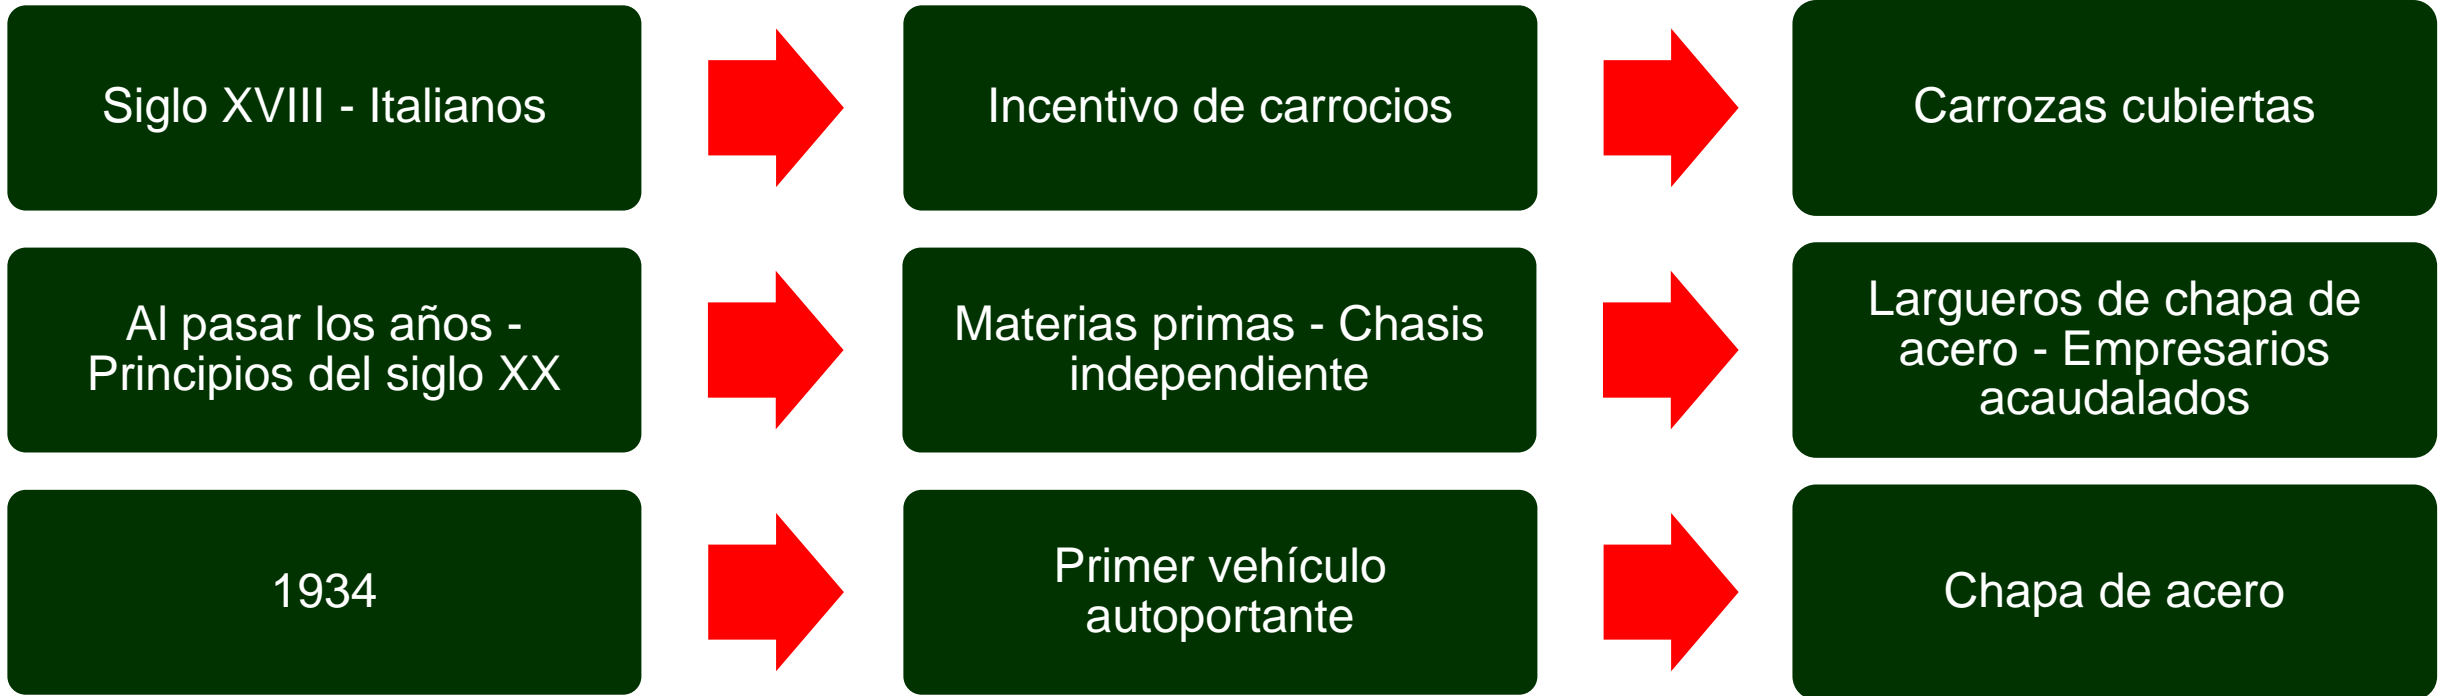 Siglo XVIII - Italianos
Incentivo de carrocios
Carrozas cubiertas
Al pasar los años -
Principios del siglo XX
Materias primas - Chasis
independiente
Largueros de chapa de
acero - Empresarios
acaudalados
1934
Primer vehículo
autoportante
Chapa de acero